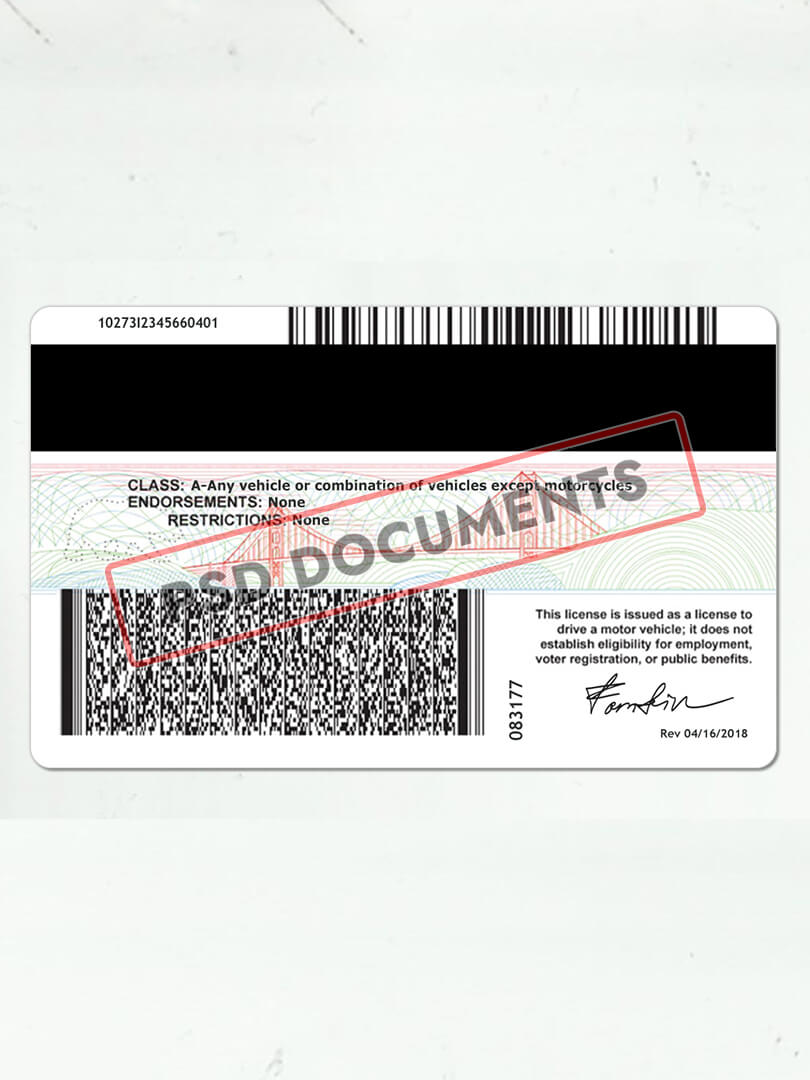 10273I2345660401
CLASS: A-Any vehicle or combination of vehicles except motorcycles
ENDORSEMENTS: None
RESTRICTIONS: None
PSD DOCUMENTS
This license is issued as a license to
drive a motor vehicle; it does not
establish eligibility for employment,
voter registration, or public benefits.
083177
Rev 04/16/2018